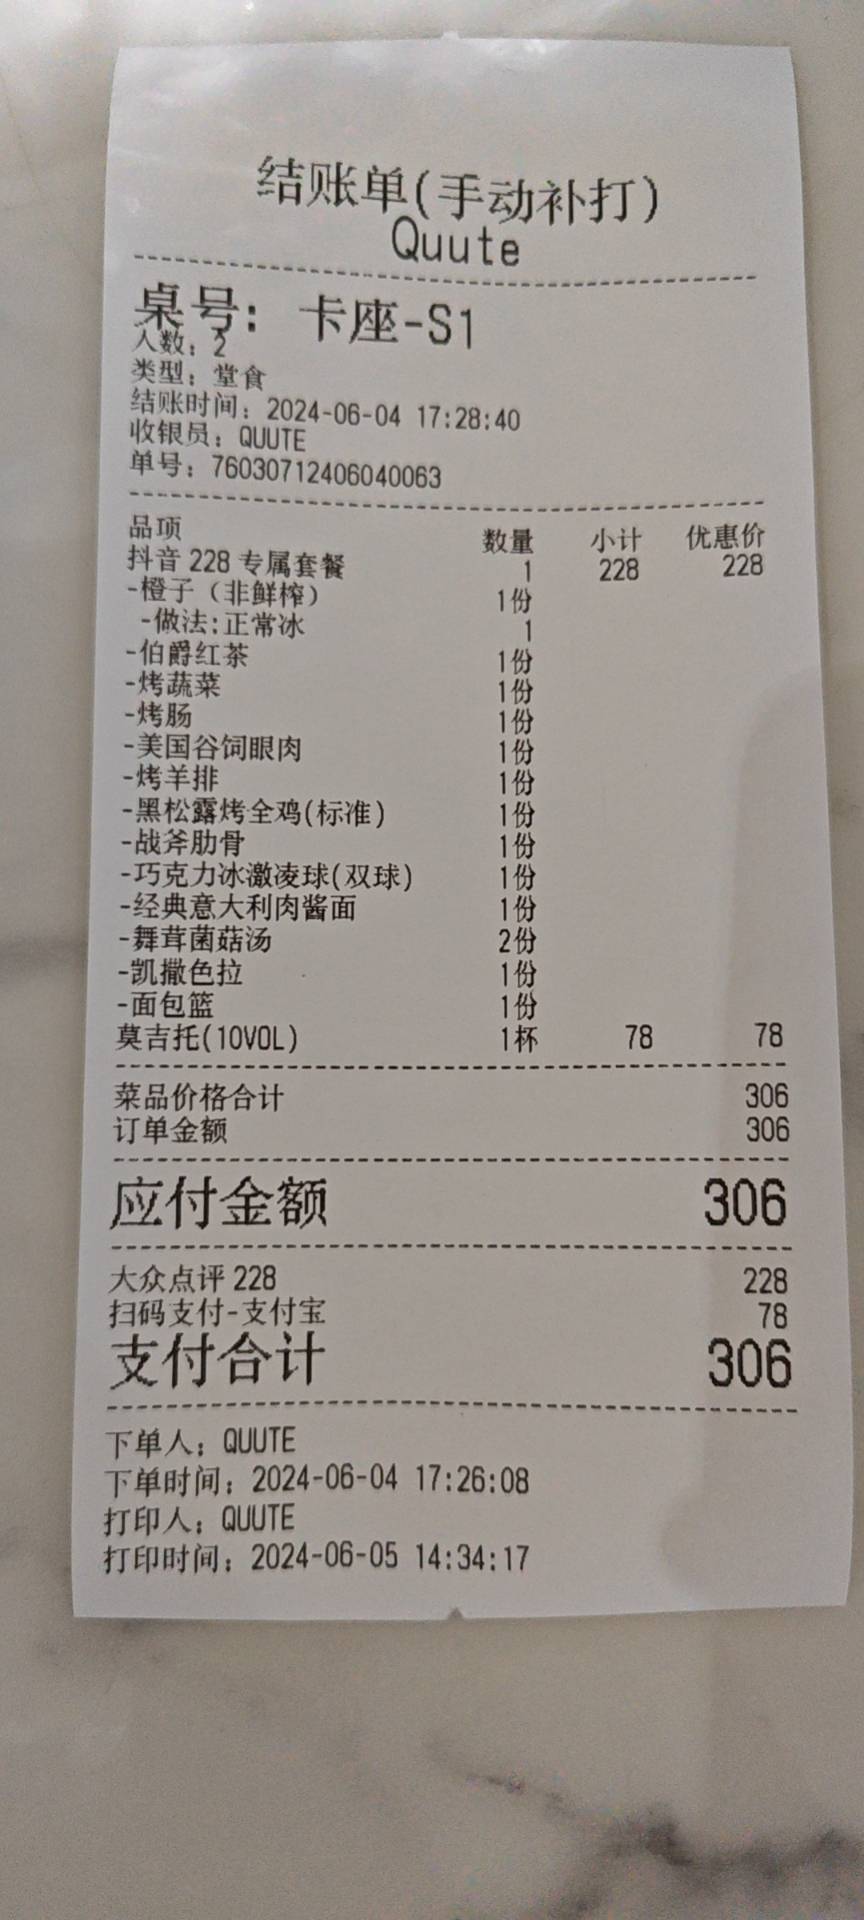 结账单(手动补打)
Quute
桌号: 卡座-S1
人数: 2
类型: 堂食
结账时间: 2024-06-04 17:28:40
收银员: QUUTE
单号: 76030712406040063
品项 数量 小计 优惠价
抖音 228 专属套餐 1 228 228
-橙子（非鲜榨） 1份
-做法:正常冰 1
-伯爵红茶 1份
-烤蔬菜 1份
-烤肠 1份
-美国谷饲眼肉 1份
-烤羊排 1份
-黑松露烤全鸡(标准) 1份
-战斧肋骨 1份
-巧克力冰激凌球(双球) 1份
-经典意大利肉酱面 1份
-舞茸菌菇汤 2份
-凯撒色拉 1份
-面包篮 1份
莫吉托(10VOL) 1杯 78 78
菜品价格合计 306
订单金额 306
应付金额 306
大众点评 228 228
扫码支付-支付宝 78
支付合计 306
下单人: QUUTE
下单时间: 2024-06-04 17:26:08
打印人: QUUTE
打印时间: 2024-06-05 14:34:17